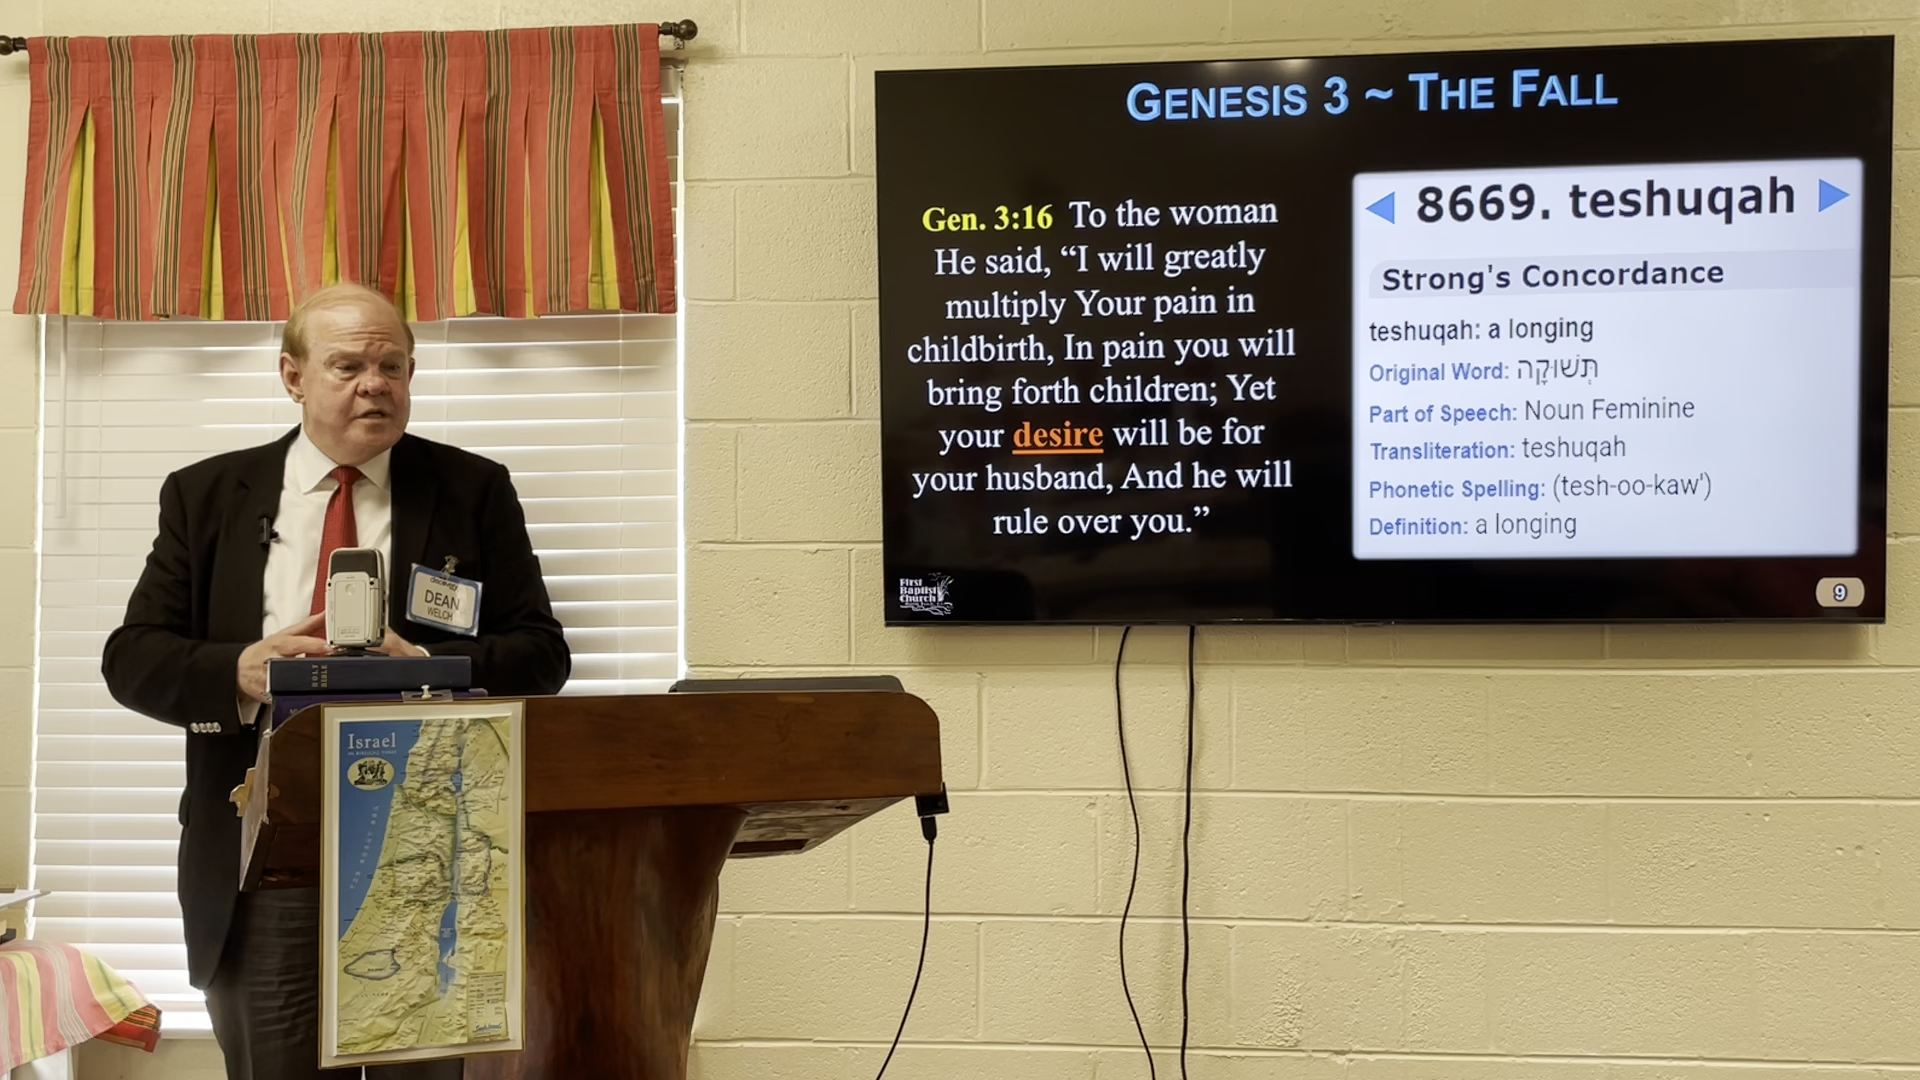 GENESIS 3 ~ THE FALL
Gen. 3:16 To the woman
He said, “I will greatly
multiply Your pain in
childbirth, In pain you will
bring forth children; Yet
your desire will be for
your husband, And he will
rule over you.”
8669. teshuqah
Strong's Concordance
teshuqah: a longing
Original Word: תְּשׁוּקָה
Part of Speech: Noun Feminine
Transliteration: teshuqah
Phonetic Spelling: (tesh-oo-kaw')
Definition: a longing
First
Baptist
Church
9
discovery
DEAN
WELCH
HOLY
BIBLE
Israel